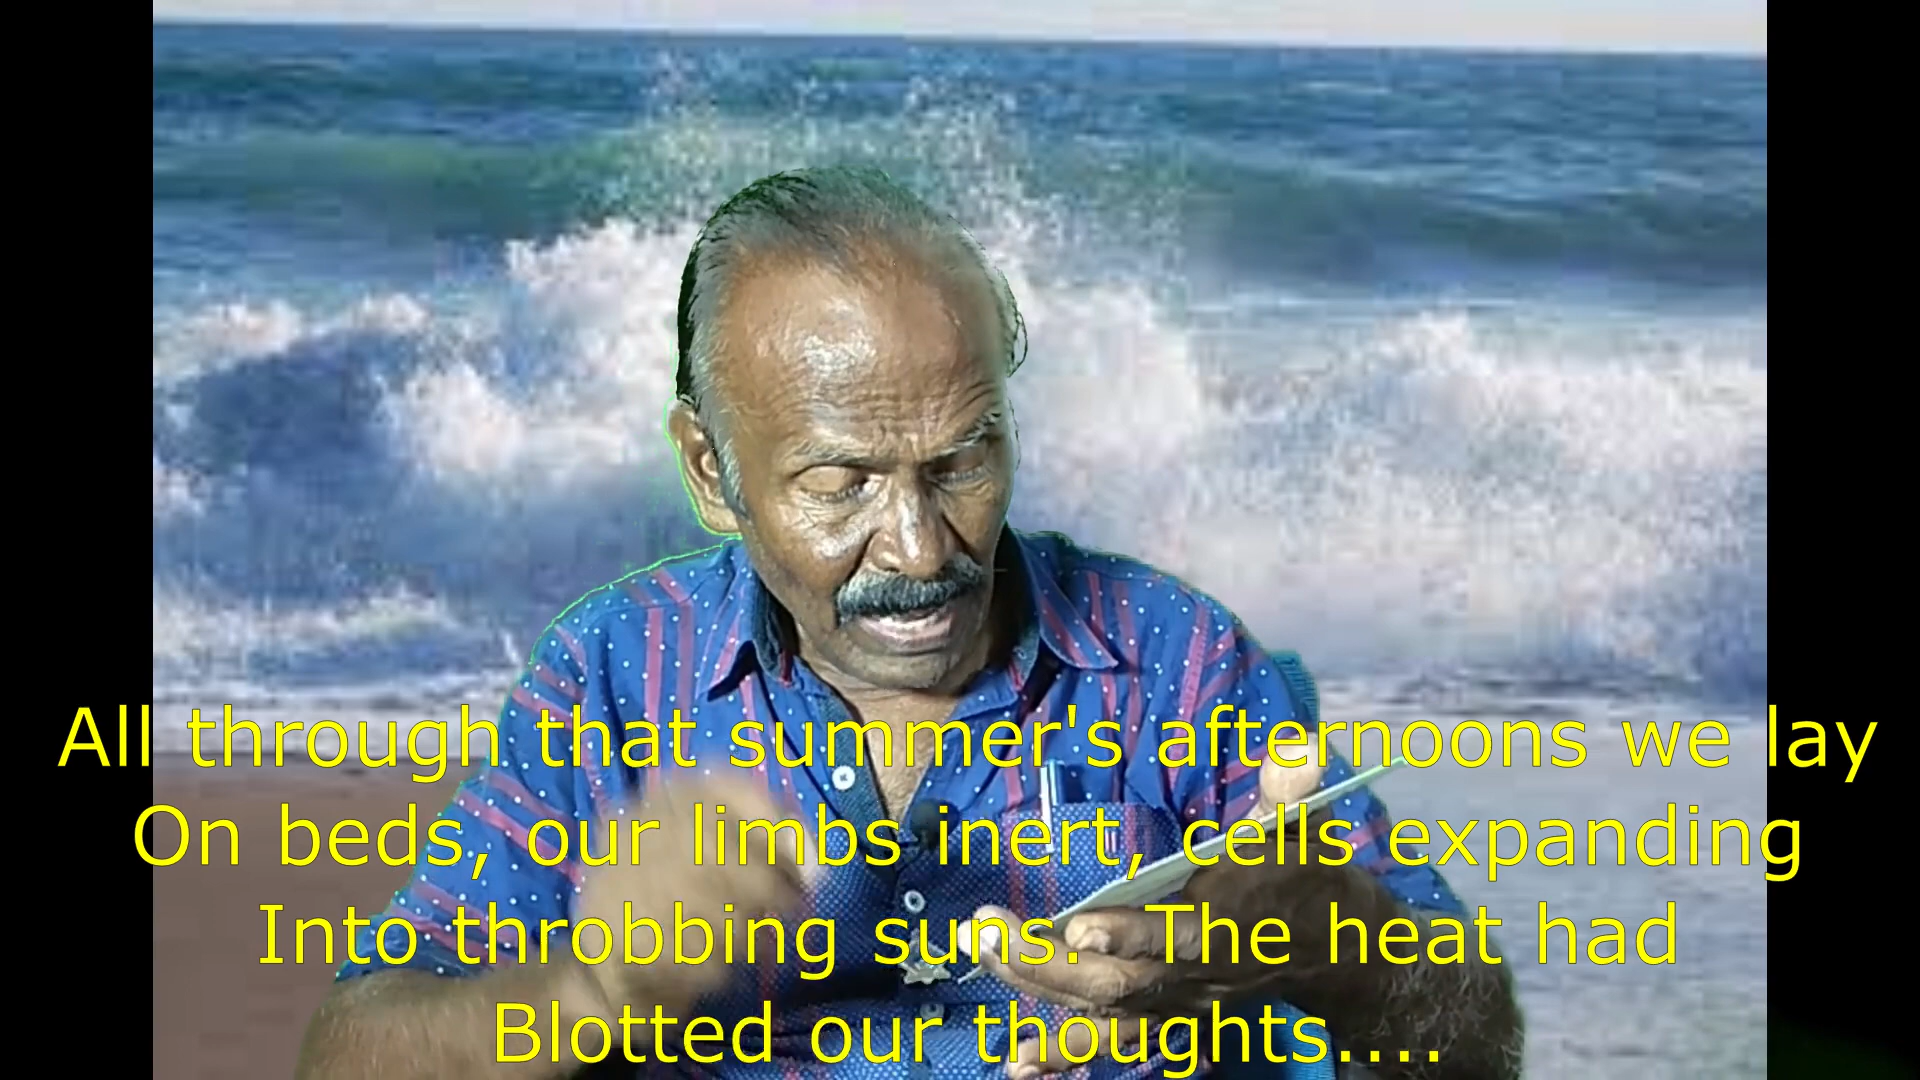 All through that summer's afternoons we lay
On beds, our limbs inert, cells expanding
Into throbbing suns. The heat had
Blotted our thoughts....